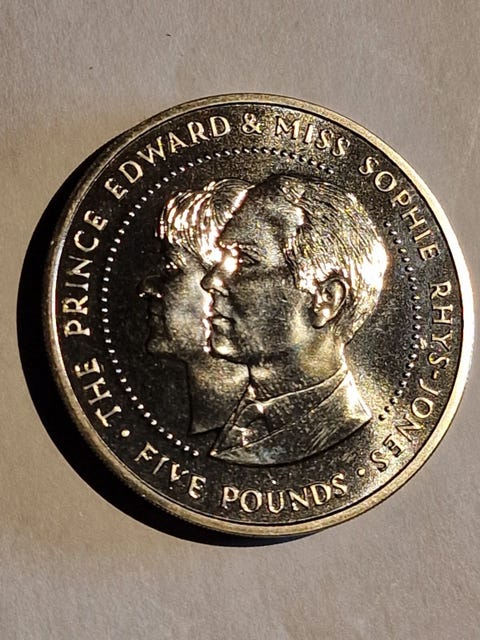 THE PRINCE EDWARD & MISS SOPHIE RHYS-JONES
· FIVE POUNDS ·